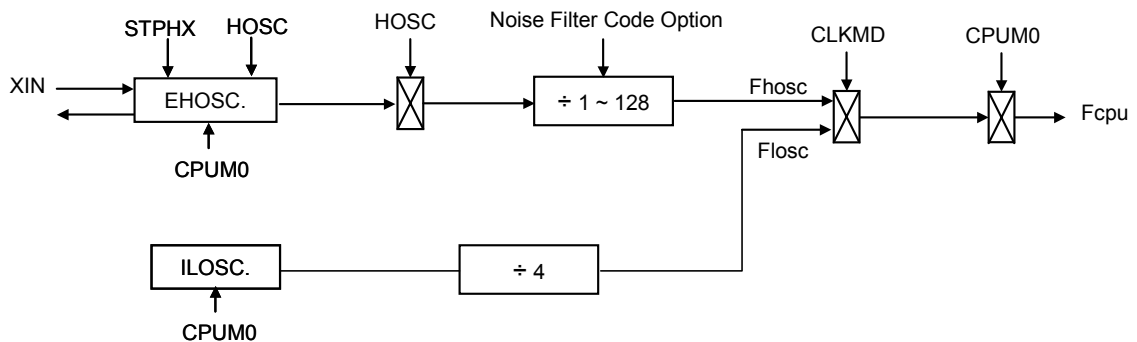 STPHX
HOSC
HOSC
Noise Filter Code Option
CLKMD
CPUM0
XIN
EHOSC.
÷ 1 ~ 128
Fhosc
Fcpu
Flosc
CPUM0
ILOSC.
÷ 4
CPUM0